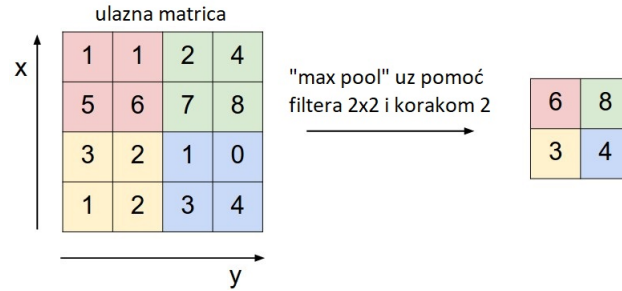 ulazna matrica
x
1 1 2 4
5 6 7 8
3 2 1 0
1 2 3 4
y
"max pool" uz pomoć
filtera 2x2 i korakom 2
6 8
3 4